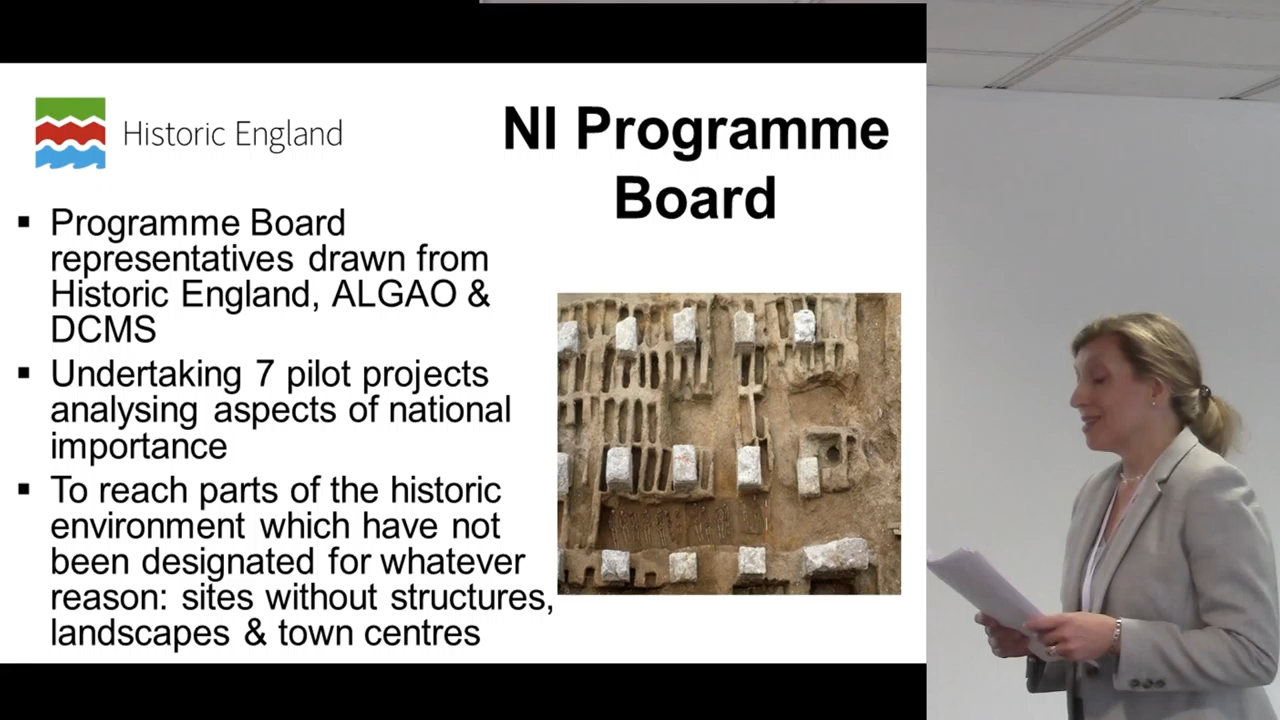 Historic England
NI Programme
Board
▪ Programme Board
representatives drawn from
Historic England, ALGAO &
DCMS
▪ Undertaking 7 pilot projects
analysing aspects of national
importance
▪ To reach parts of the historic
environment which have not
been designated for whatever
reason: sites without structures,
landscapes & town centres